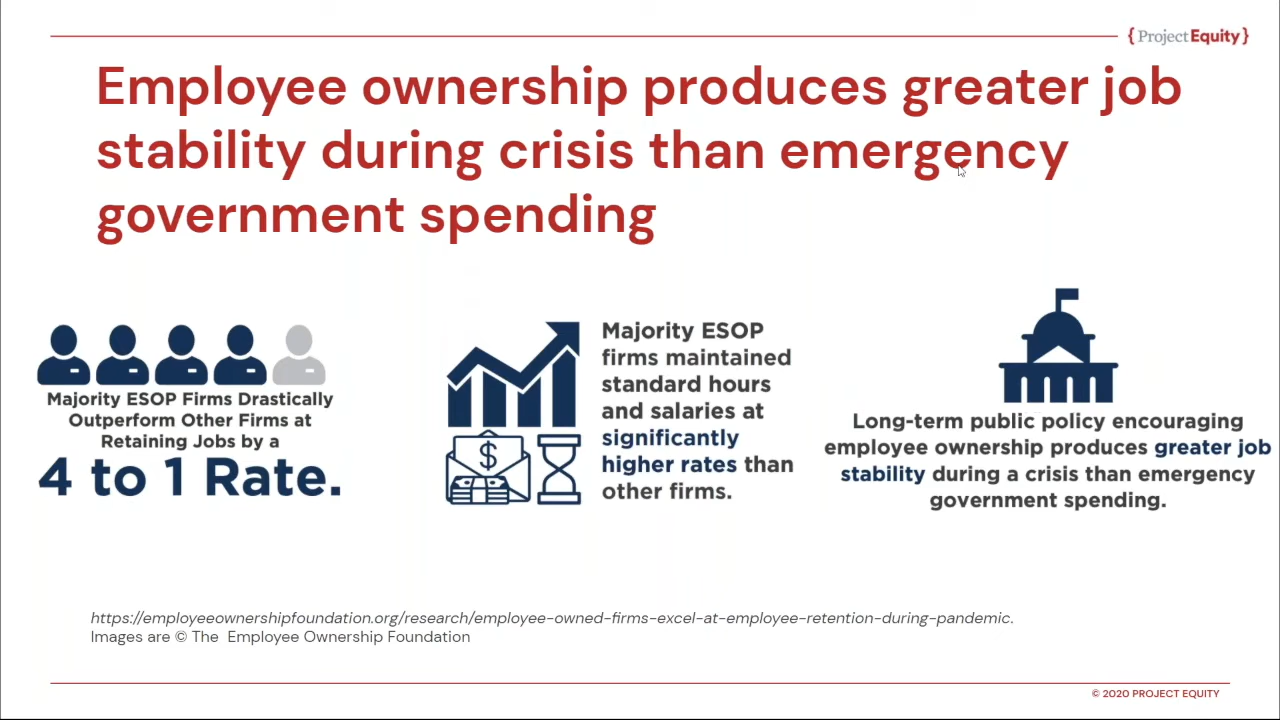 {ProjectEquity}
Employee ownership produces greater job
stability during crisis than emergency
government spending
Majority ESOP Firms Drastically
Outperform Other Firms at
Retaining Jobs by a
4 to 1 Rate.
$
Majority ESOP
firms maintained
standard hours
and salaries at
significantly
higher rates than
other firms.
Long-term public policy encouraging
employee ownership produces greater job
stability during a crisis than emergency
government spending.
https://employeeownershipfoundation.org/research/employee-owned-firms-excel-at-employee-retention-during-pandemic.
Images are © The  Employee Ownership Foundation
© 2020 PROJECT EQUITY